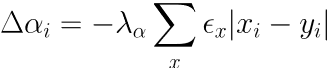 Δα_i = −λ_α ∑_x ϵ_x|x_i − y_i|